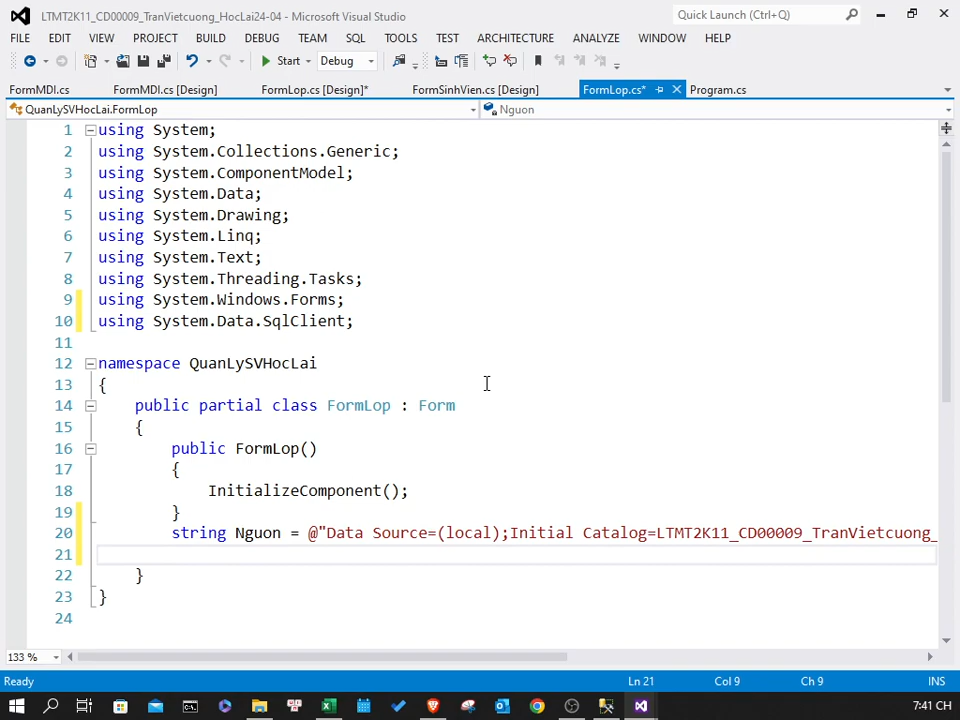 LTMT2K11_CD00009_TranVietcuong_HocLai24-04 - Microsoft Visual Studio
Quick Launch (Ctrl+Q)
FILE EDIT VIEW PROJECT BUILD DEBUG TEAM SQL TOOLS TEST ARCHITECTURE ANALYZE WINDOW HELP
Start Debug
FormMDI.cs FormMDI.cs [Design] FormLop.cs [Design]* FormSinhVien.cs [Design] FormLop.cs* Program.cs
QuanLySVHocLai.FormLop Nguon
1 using System;
2 using System.Collections.Generic;
3 using System.ComponentModel;
4 using System.Data;
5 using System.Drawing;
6 using System.Linq;
7 using System.Text;
8 using System.Threading.Tasks;
9 using System.Windows.Forms;
10 using System.Data.SqlClient;
11
12 namespace QuanLySVHocLai
13 {
14 public partial class FormLop : Form
15 {
16 public FormLop()
17 {
18 InitializeComponent();
19 }
20 string Nguon = @"Data Source=(local);Initial Catalog=LTMT2K11_CD00009_TranVietcuong_
21
22 }
23 }
24
133 %
Ready Ln 21 Col 9 Ch 9 INS
7:41 CH